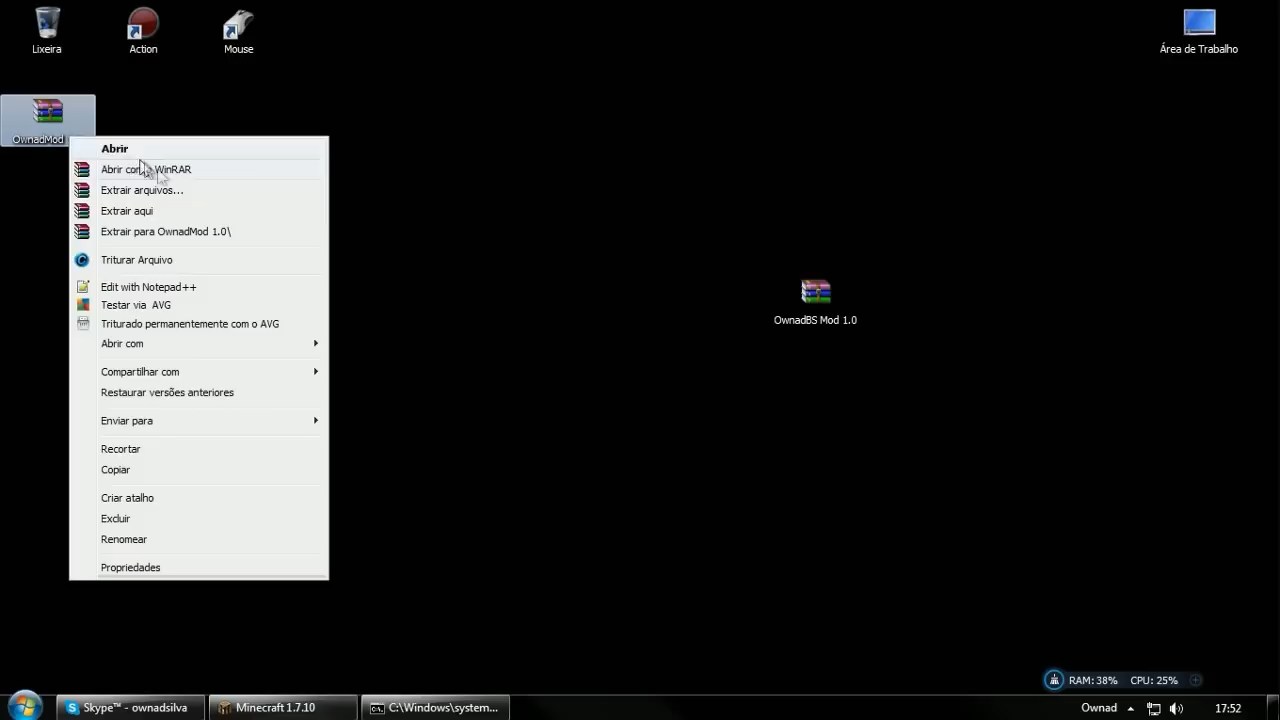 Lixeira
Action
Mouse
Área de Trabalho
OwnadMod
Abrir
Abrir com WinRAR
Extrair arquivos...
Extrair aqui
Extrair para OwnadMod 1.0\
Triturar Arquivo
Edit with Notepad++
Testar via AVG
Triturado permanentemente com o AVG
Abrir com
Compartilhar com
Restaurar versões anteriores
Enviar para
Recortar
Copiar
Criar atalho
Excluir
Renomear
Propriedades
OwnadBS Mod 1.0
RAM: 38% CPU: 25%
Skype™ - ownadsilva
Minecraft 1.7.10
C:\Windows\system...
Ownad
17:52